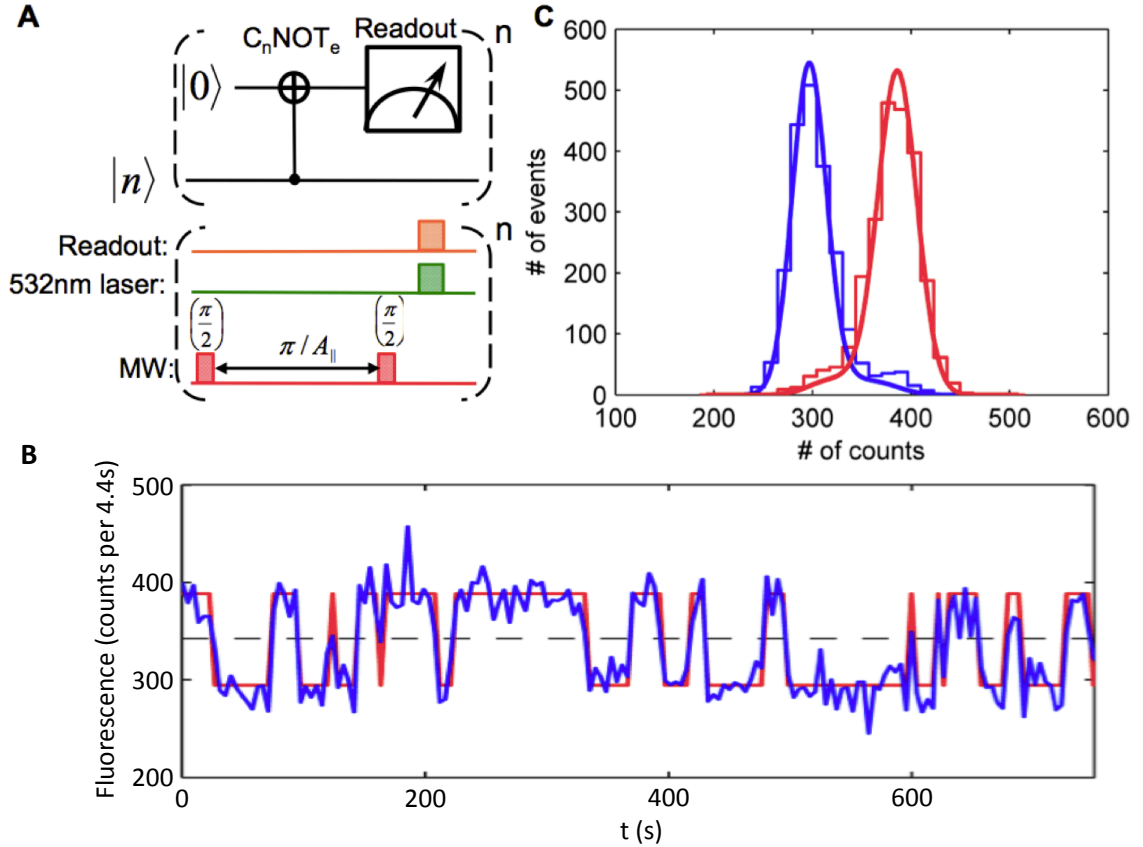 A
C_nNOT_e
Readout
n
|0⟩
|n⟩
Readout:
n
532nm laser:
(π/2)
(π/2)
MW:
π / A_∥
C
600
500
400
300
200
100
0
# of events
100
200
300
400
500
600
# of counts
B
500
400
300
200
Fluorescence (counts per 4.4s)
0
200
400
600
t (s)